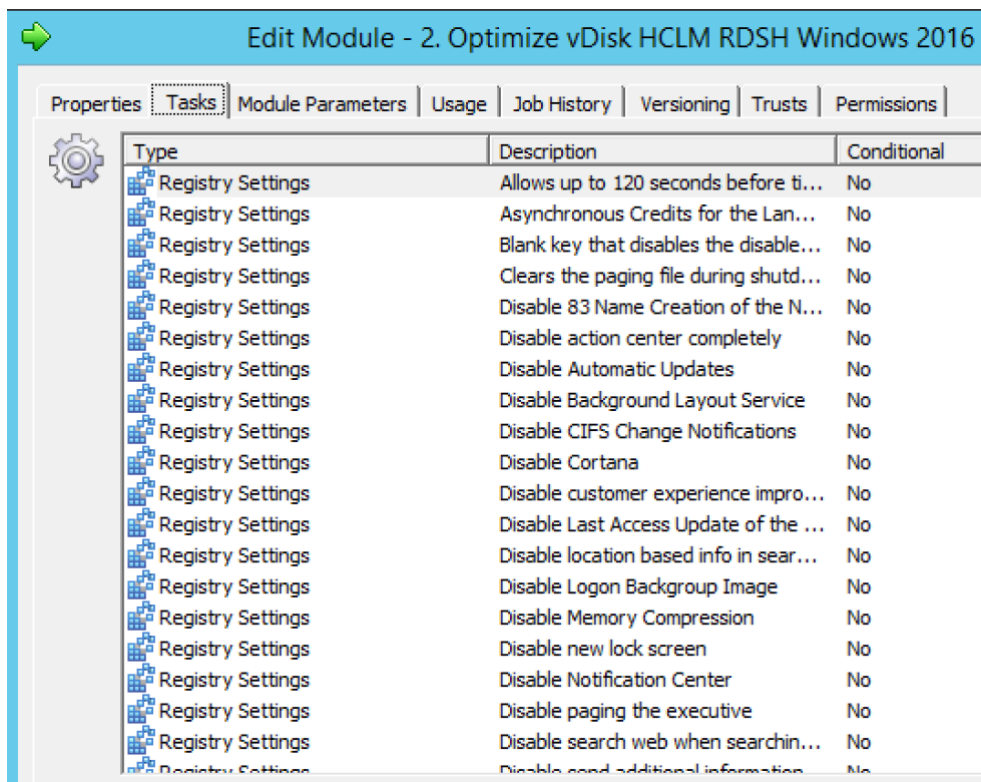 Edit Module - 2. Optimize vDisk HCLM RDSH Windows 2016
Properties Tasks Module Parameters Usage Job History Versioning Trusts Permissions
Type Description Conditional
Registry Settings Allows up to 120 seconds before ti... No
Registry Settings Asynchronous Credits for the Lan... No
Registry Settings Blank key that disables the disable... No
Registry Settings Clears the paging file during shutd... No
Registry Settings Disable 83 Name Creation of the N... No
Registry Settings Disable action center completely No
Registry Settings Disable Automatic Updates No
Registry Settings Disable Background Layout Service No
Registry Settings Disable CIFS Change Notifications No
Registry Settings Disable Cortana No
Registry Settings Disable customer experience impro... No
Registry Settings Disable Last Access Update of the ... No
Registry Settings Disable location based info in sear... No
Registry Settings Disable Logon Backgroup Image No
Registry Settings Disable Memory Compression No
Registry Settings Disable new lock screen No
Registry Settings Disable Notification Center No
Registry Settings Disable paging the executive No
Registry Settings Disable search web when searchin... No
Registry Settings Disable send additional information No